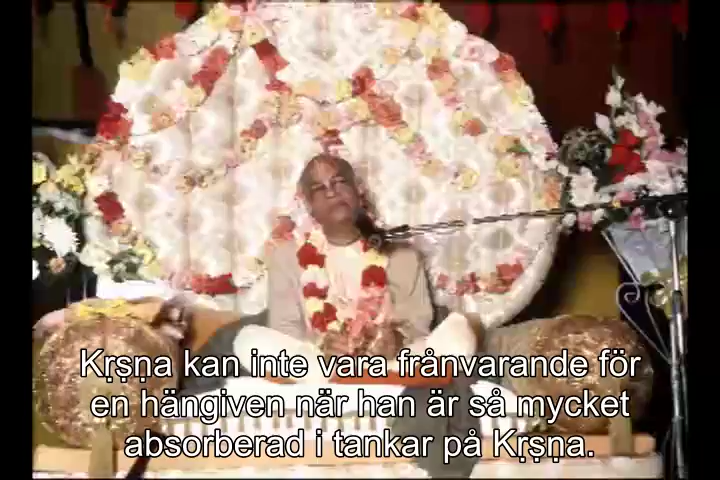 Kṛṣṇa kan inte vara frånvarande för
en hängiven när han är så mycket
absorberad i tankar på Kṛṣṇa.